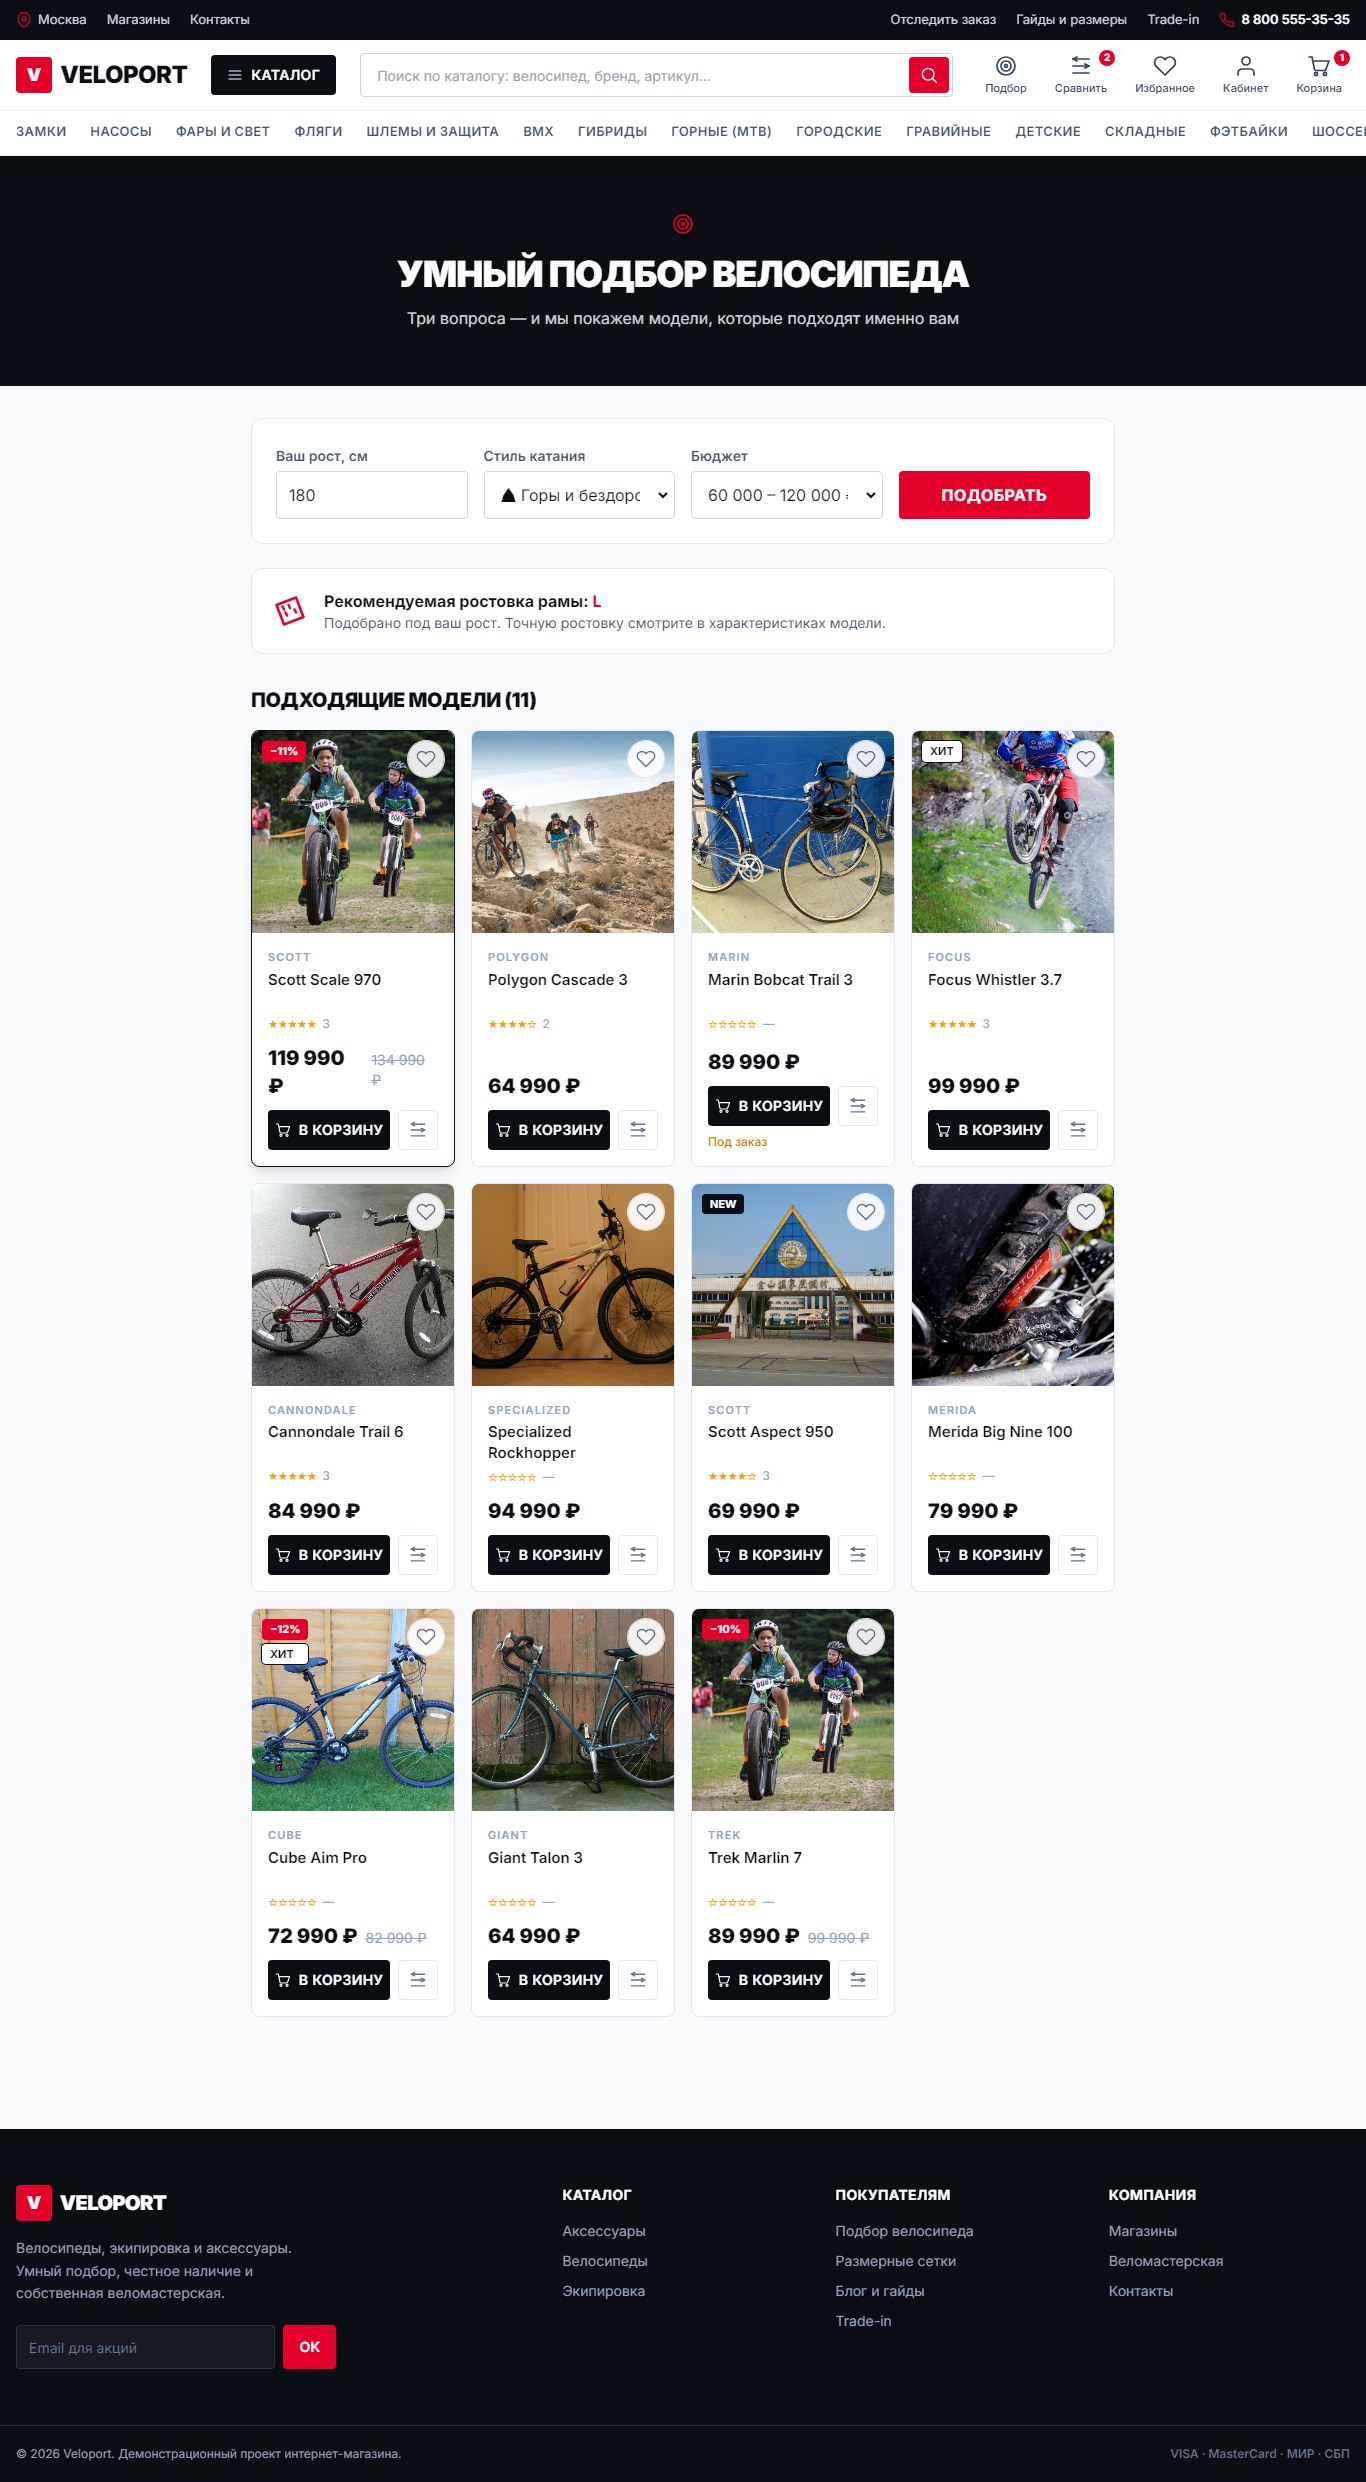 Москва Магазины Контакты Отследить заказ Гайды и размеры Trade-in 8 800 555-35-35
V VELOPORT КАТАЛОГ Поиск по каталогу: велосипед, бренд, артикул... Подбор 2 Сравнить Избранное Кабинет 1 Корзина
ЗАМКИ НАСОСЫ ФАРЫ И СВЕТ ФЛЯГИ ШЛЕМЫ И ЗАЩИТА BMX ГИБРИДЫ ГОРНЫЕ (MTB) ГОРОДСКИЕ ГРАВИЙНЫЕ ДЕТСКИЕ СКЛАДНЫЕ ФЭТБАЙКИ
УМНЫЙ ПОДБОР ВЕЛОСИПЕДА
Три вопроса — и мы покажем модели, которые подходят именно вам
Ваш рост, см Стиль катания Бюджет
180 Горы и бездорс 60 000 – 120 000 ПОДОБРАТЬ
Рекомендуемая ростовка рамы: L
Подобрано под ваш рост. Точную ростовку смотрите в характеристиках модели.
ПОДХОДЯЩИЕ МОДЕЛИ (11)
−11% ХИТ
SCOTT POLYGON MARIN FOCUS
Scott Scale 970 Polygon Cascade 3 Marin Bobcat Trail 3 Focus Whistler 3.7
★★★★★ 3 ★★★★☆ 2 ☆☆☆☆☆ — ★★★★★ 3
119 990 ₽ 134 990 ₽ 64 990 ₽ 89 990 ₽ 99 990 ₽
В КОРЗИНУ В КОРЗИНУ В КОРЗИНУ В КОРЗИНУ
Под заказ
NEW
CANNONDALE SPECIALIZED SCOTT MERIDA
Cannondale Trail 6 Specialized Rockhopper Scott Aspect 950 Merida Big Nine 100
★★★★★ 3 ☆☆☆☆☆ — ★★★★☆ 3 ☆☆☆☆☆ —
84 990 ₽ 94 990 ₽ 69 990 ₽ 79 990 ₽
В КОРЗИНУ В КОРЗИНУ В КОРЗИНУ В КОРЗИНУ
−12% −10%
ХИТ
CUBE GIANT TREK
Cube Aim Pro Giant Talon 3 Trek Marlin 7
☆☆☆☆☆ — ☆☆☆☆☆ — ☆☆☆☆☆ —
72 990 ₽ 82 990 ₽ 64 990 ₽ 89 990 ₽ 99 990 ₽
В КОРЗИНУ В КОРЗИНУ В КОРЗИНУ
V VELOPORT
Велосипеды, экипировка и аксессуары.
Умный подбор, честное наличие и
собственная веломастерская.
Email для акций OK
КАТАЛОГ
Аксессуары
Велосипеды
Экипировка
ПОКУПАТЕЛЯМ
Подбор велосипеда
Размерные сетки
Блог и гайды
Trade-in
КОМПАНИЯ
Магазины
Веломастерская
Контакты
© 2026 Veloport. Демонстрационный проект интернет-магазина. VISA · MasterCard · МИР · СБП